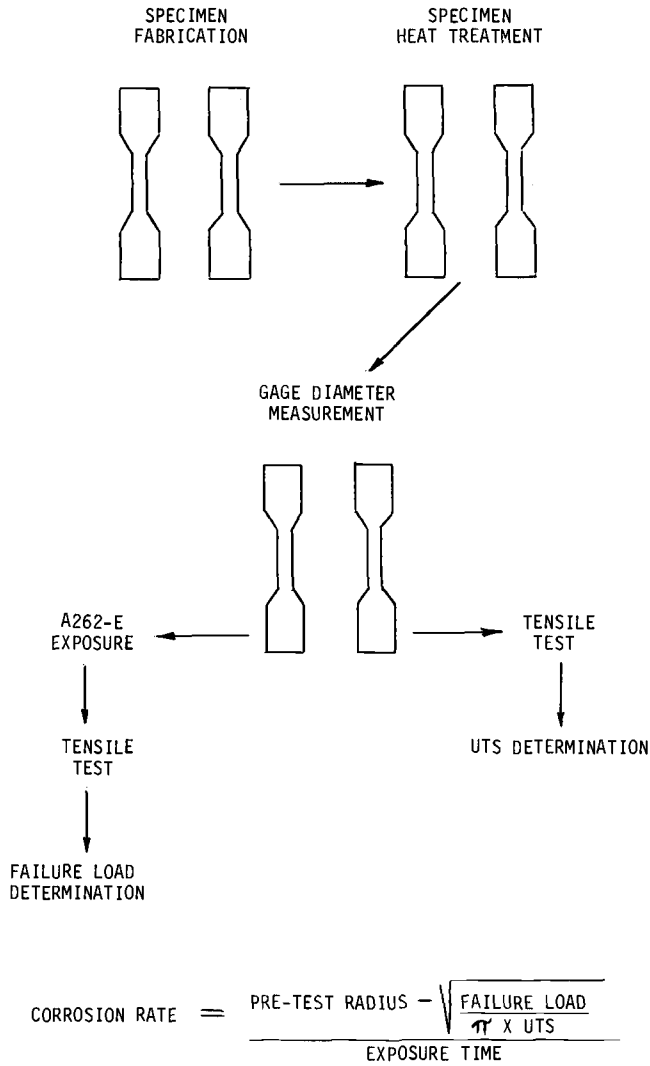 SPECIMEN
FABRICATION
SPECIMEN
HEAT TREATMENT
GAGE DIAMETER
MEASUREMENT
A262-E
EXPOSURE
TENSILE
TEST
TENSILE
TEST
UTS DETERMINATION
FAILURE LOAD
DETERMINATION
CORROSION RATE = PRE-TEST RADIUS - √ FAILURE LOAD
π X UTS
EXPOSURE TIME